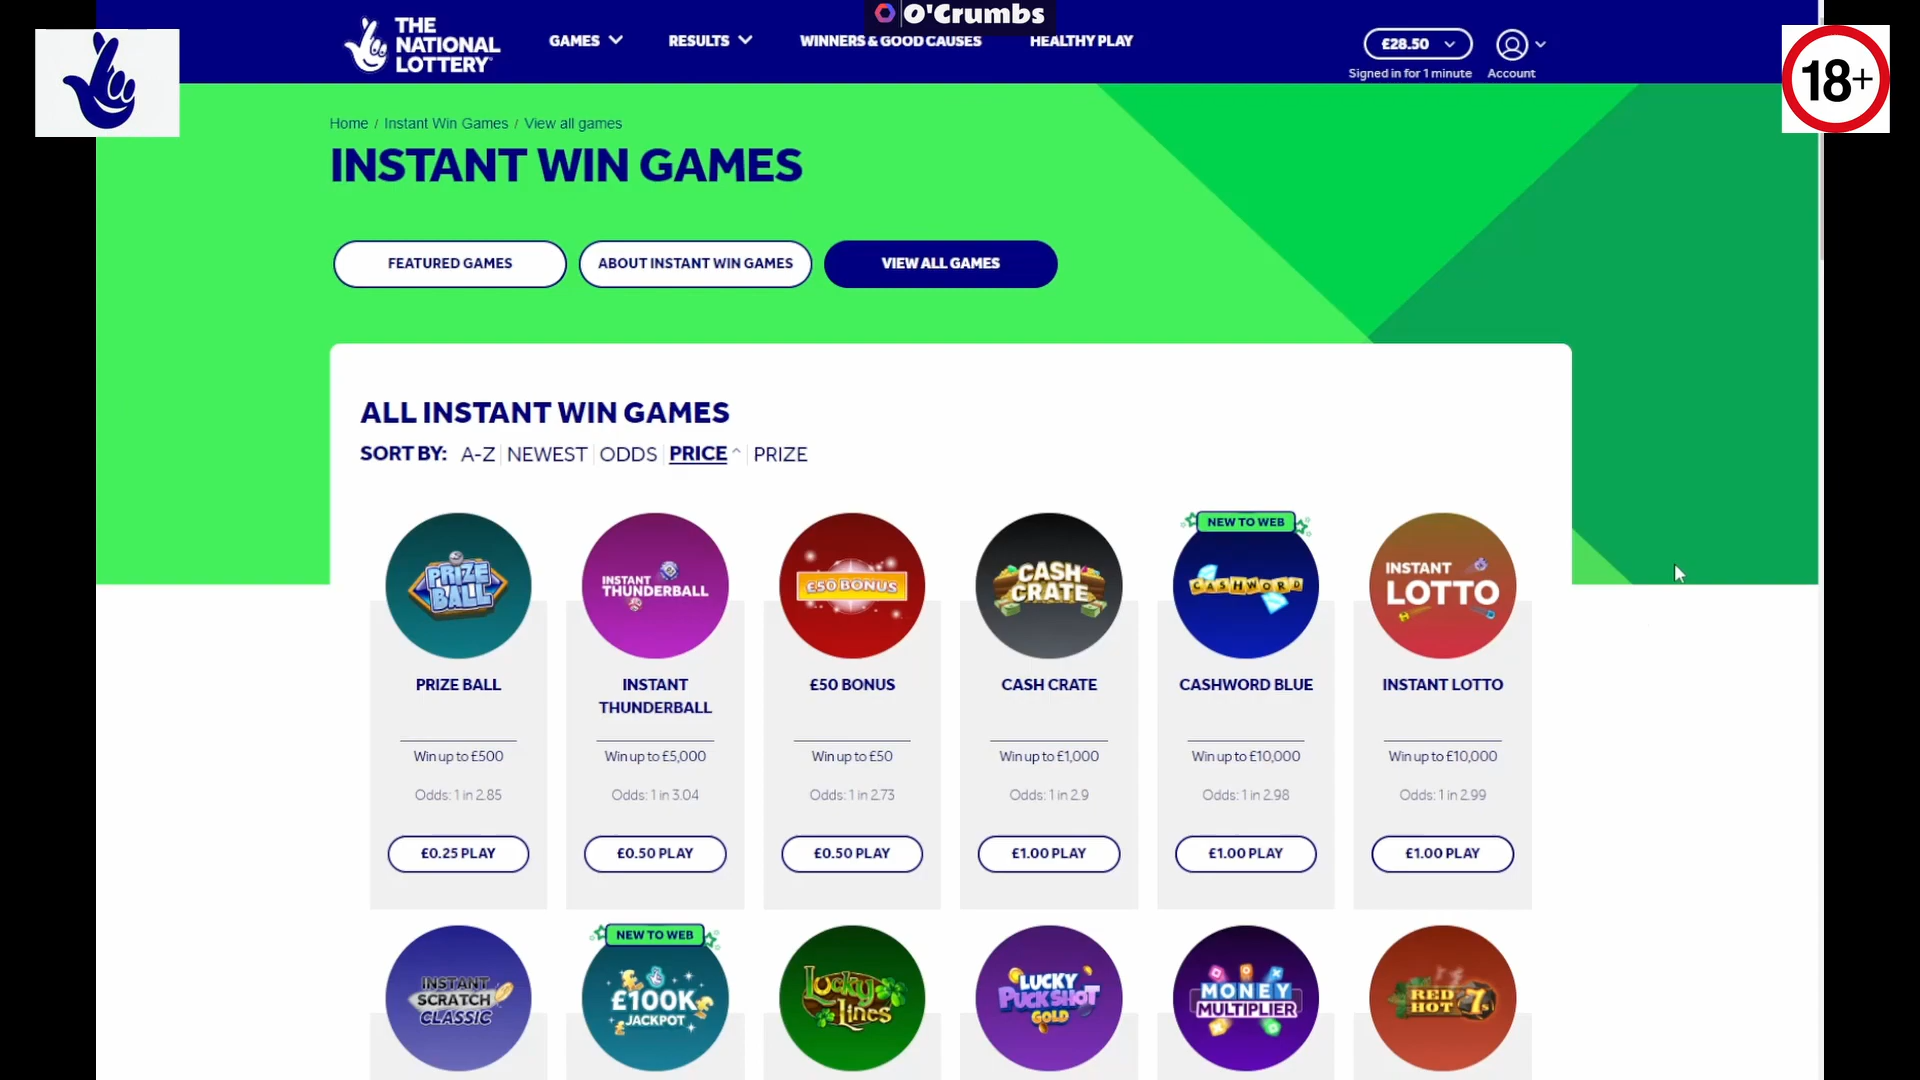 O'Crumbs
THE
NATIONAL
LOTTERY
GAMES
RESULTS
WINNERS & GOOD CAUSES
HEALTHY PLAY
£28.50
Signed in for 1 minute
Account
18+
Home / Instant Win Games / View all games
INSTANT WIN GAMES
FEATURED GAMES
ABOUT INSTANT WIN GAMES
VIEW ALL GAMES
ALL INSTANT WIN GAMES
SORT BY: A-Z NEWEST ODDS PRICE ^ PRIZE
PRIZE
BALL
INSTANT
THUNDERBALL
£50 BONUS
CASH
CRATE
NEW TO WEB
CASHWORD
INSTANT
LOTTO
PRIZE BALL
INSTANT
THUNDERBALL
£50 BONUS
CASH CRATE
CASHWORD BLUE
INSTANT LOTTO
Win up to £500
Win up to £5,000
Win up to £50
Win up to £1,000
Win up to £10,000
Win up to £10,000
Odds: 1 in 2.85
Odds: 1 in 3.04
Odds: 1 in 2.73
Odds: 1 in 2.9
Odds: 1 in 2.98
Odds: 1 in 2.99
£0.25 PLAY
£0.50 PLAY
£0.50 PLAY
£1.00 PLAY
£1.00 PLAY
£1.00 PLAY
INSTANT
SCRATCH
CLASSIC
NEW TO WEB
£100K
JACKPOT
Lucky
Lines
LUCKY
PUCKSHOT
GOLD
MONEY
MULTIPLIER
RED
HOT 7s